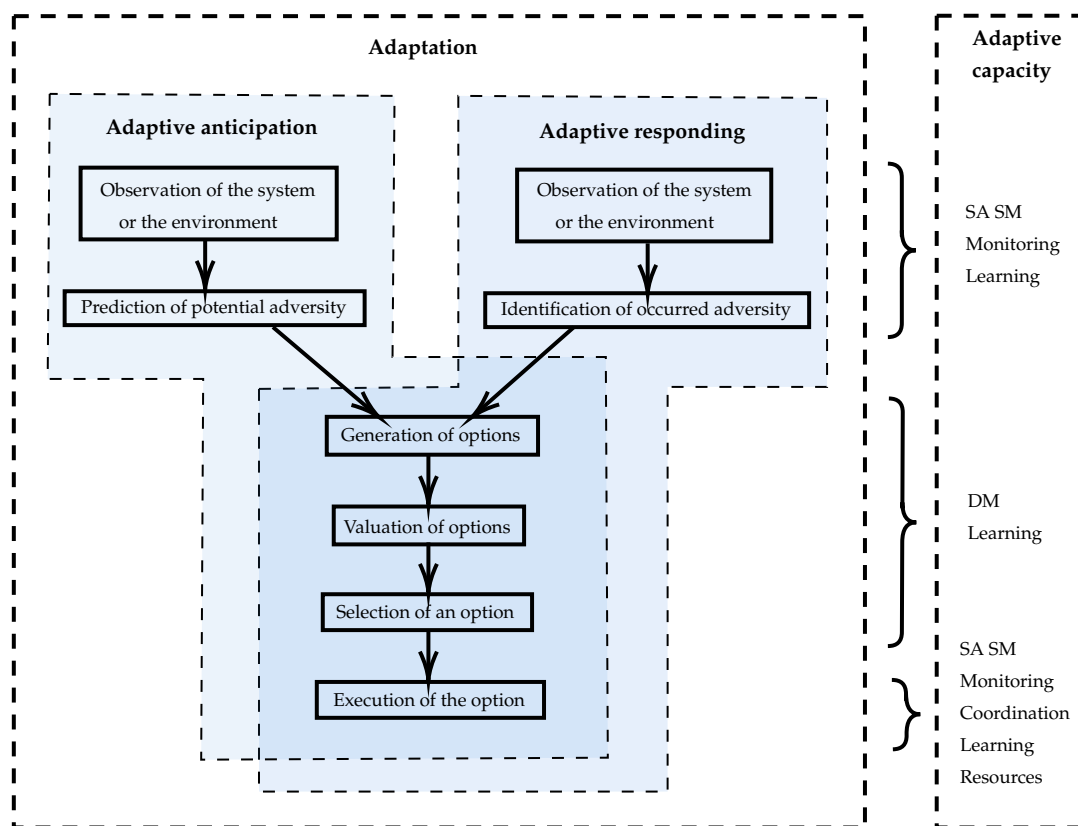 Adaptation
Adaptive anticipation
Observation of the system
or the environment
Prediction of potential adversity
Adaptive responding
Observation of the system
or the environment
Identification of occurred adversity
Generation of options
Valuation of options
Selection of an option
Execution of the option
Adaptive
capacity
SA SM
Monitoring
Learning
DM
Learning
SA SM
Monitoring
Coordination
Learning
Resources